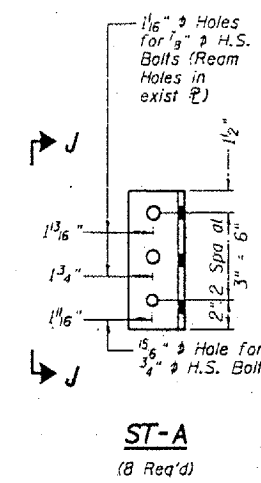 1 1/16" ⌀ Holes
for 7/8" ⌀ H.S.
Bolts (Ream
Holes in
exist ℞)
J
1 1/2"
1 13/16"
1 3/4"
1 11/16"
2" 2 Spa at
3" = 6"
15/16" ⌀ Hole for
3/4" ⌀ H.S. Bolt
J
ST-A
(8 Req'd)